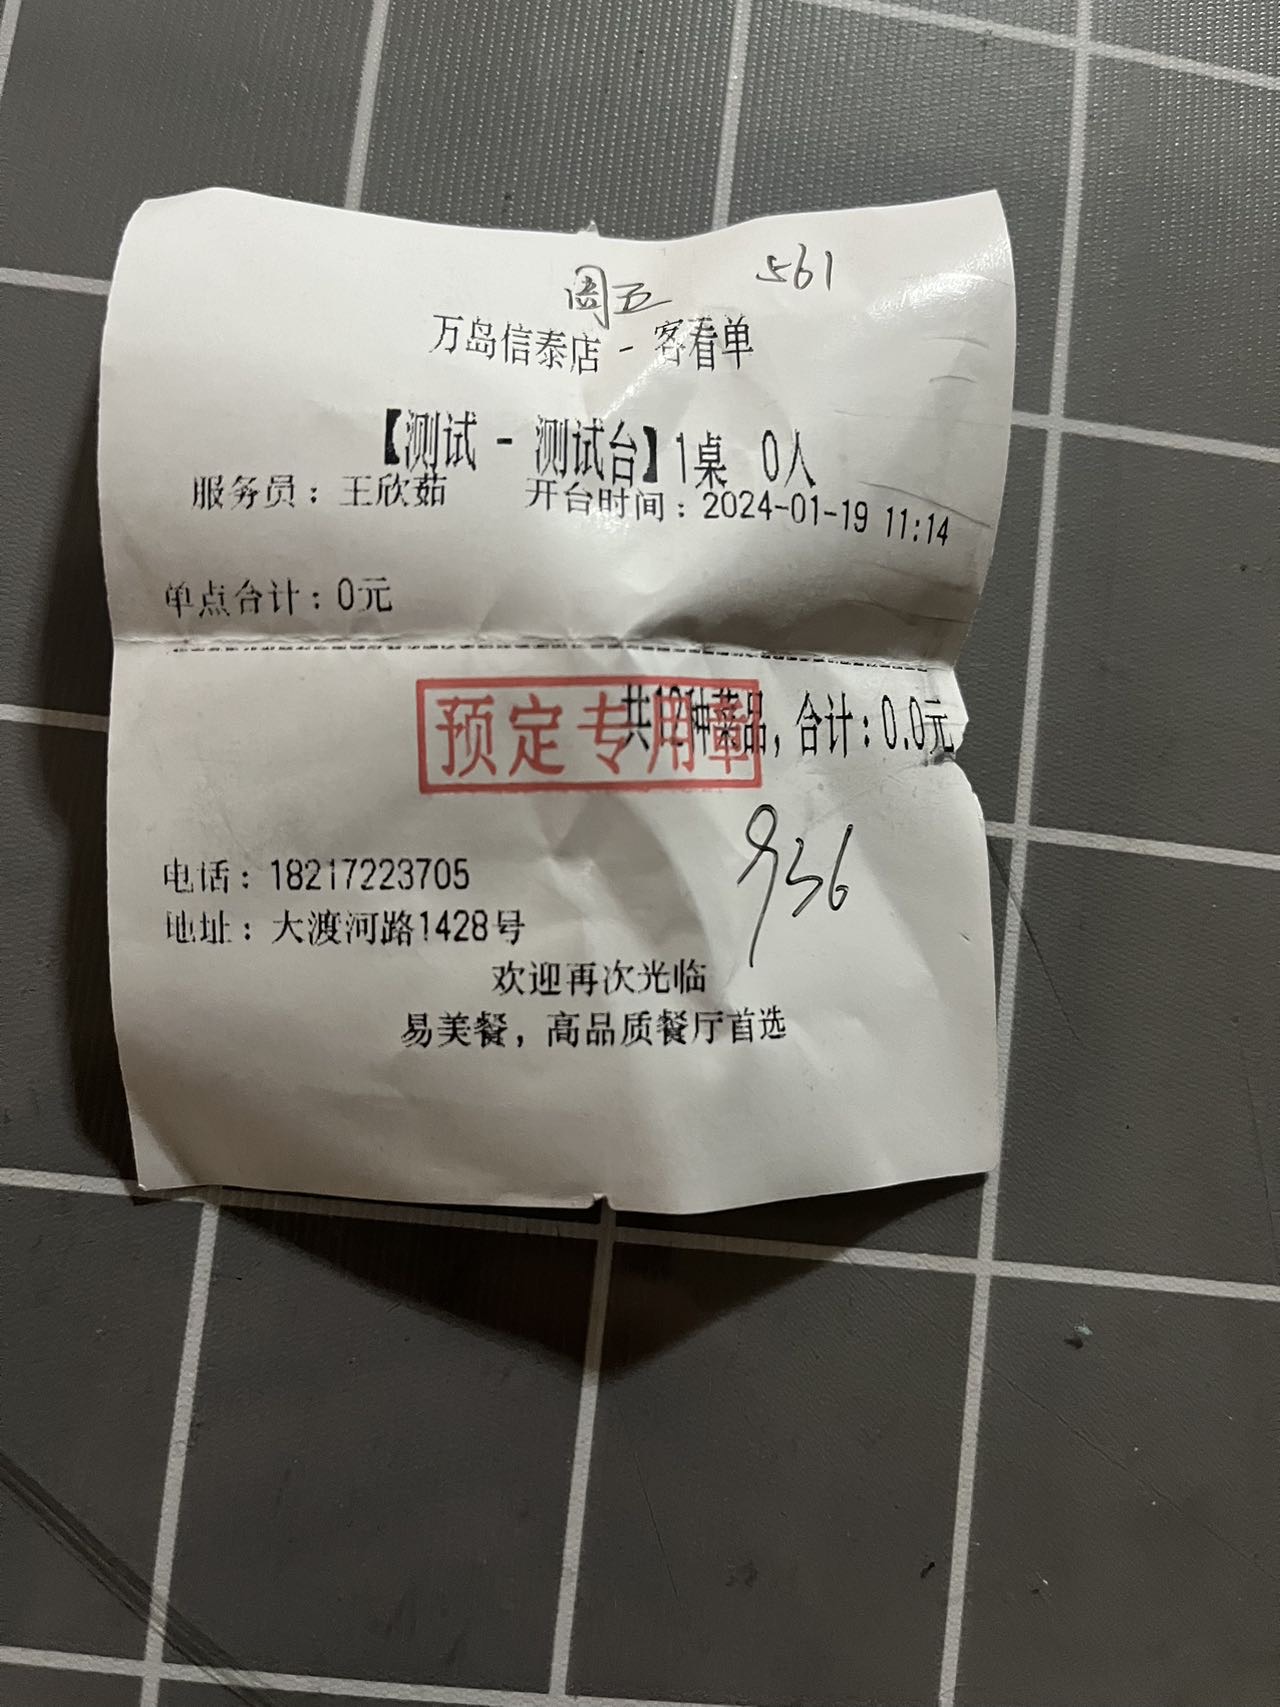 周五 561
万岛信泰店 - 客看单
【测试 - 测试台】1桌 0人
服务员：王欣茹 开台时间：2024-01-19 11:14
单点合计：0元
共12种菜品，合计：0.0元
预定专用章
936
电话：18217223705
地址：大渡河路1428号
欢迎再次光临
易美餐，高品质餐厅首选